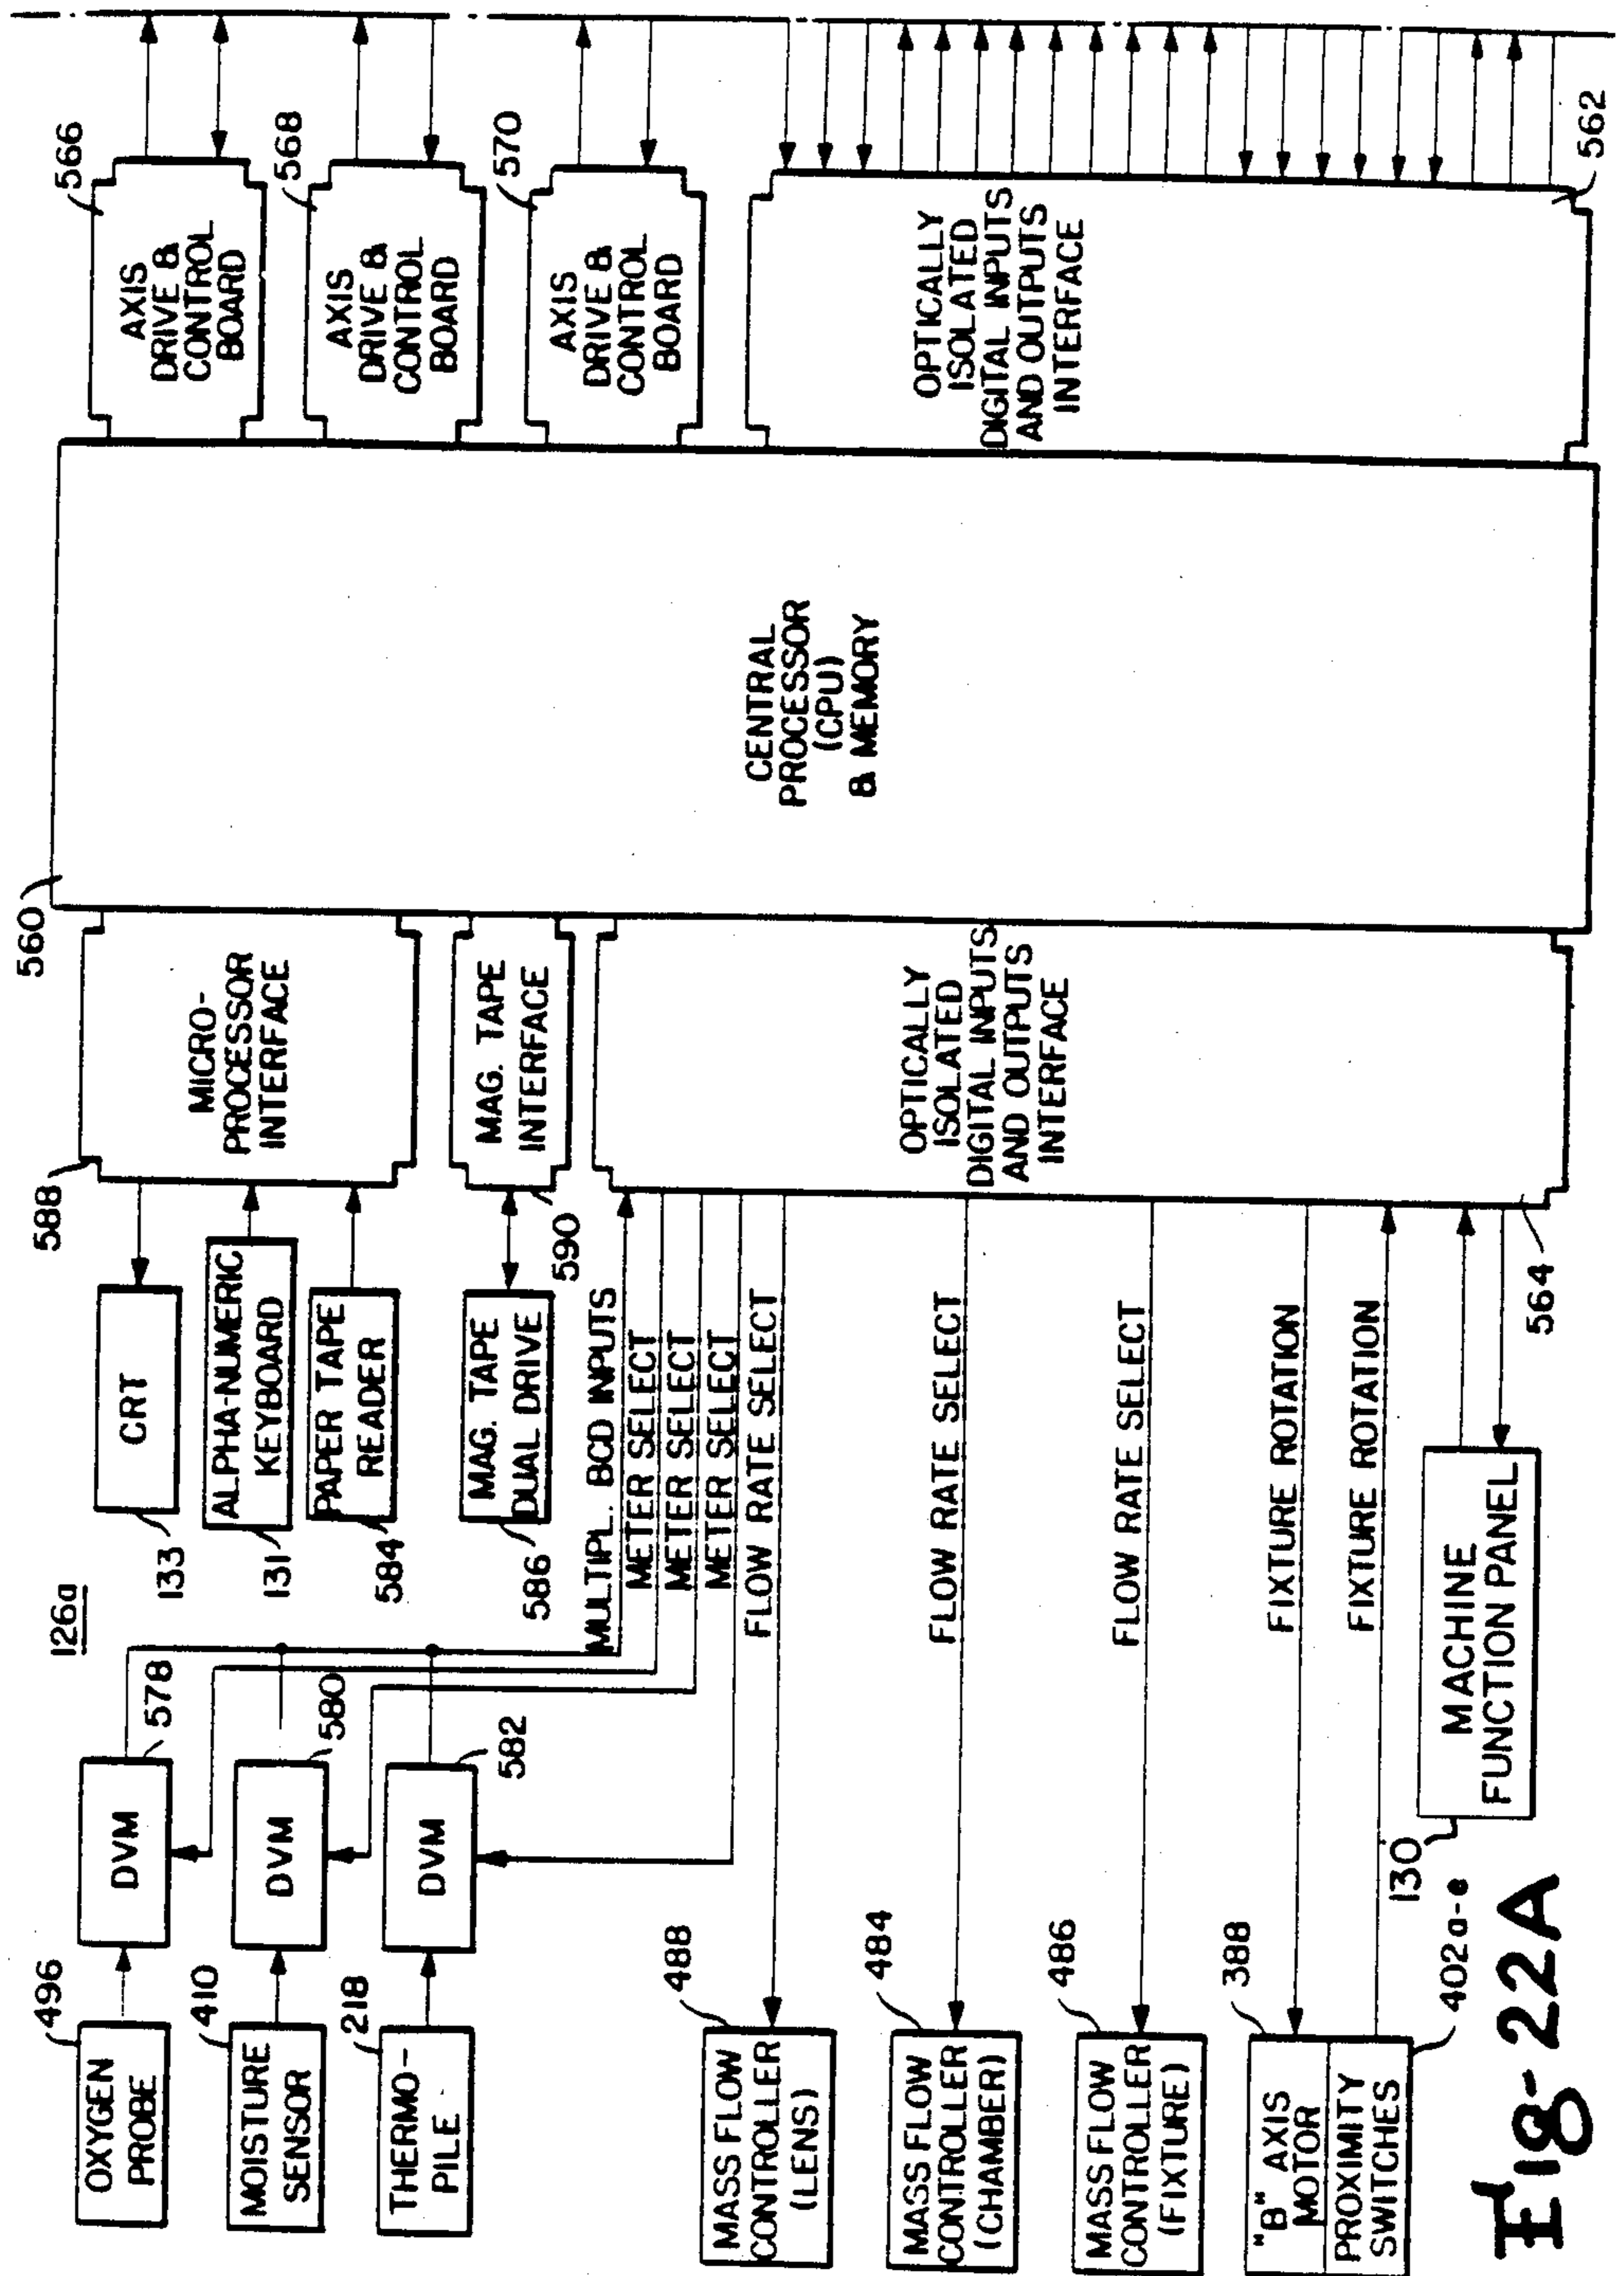 126a
OXYGEN
PROBE
496
DVM
578
MOISTURE
SENSOR
410
DVM
580
THERMO-
PILE
218
DVM
582
CRT
133
ALPHA-NUMERIC
KEYBOARD
131
PAPER TAPE
READER
584
MAG. TAPE
DUAL DRIVE
586
588
MICRO-
PROCESSOR
INTERFACE
MAG. TAPE
INTERFACE
590
MULTIPL. BCD INPUTS
METER SELECT
METER SELECT
METER SELECT
FLOW RATE SELECT
MASS FLOW
CONTROLLER
(LENS)
488
FLOW RATE SELECT
MASS FLOW
CONTROLLER
(CHAMBER)
484
FLOW RATE SELECT
MASS FLOW
CONTROLLER
(FIXTURE)
486
FIXTURE ROTATION
FIXTURE ROTATION
"B" AXIS
MOTOR
388
PROXIMITY
SWITCHES
402a-e
MACHINE
FUNCTION PANEL
130
OPTICALLY
ISOLATED
DIGITAL INPUTS
AND OUTPUTS
INTERFACE
564
560
CENTRAL
PROCESSOR
(CPU)
& MEMORY
AXIS
DRIVE &
CONTROL
BOARD
566
AXIS
DRIVE &
CONTROL
BOARD
568
AXIS
DRIVE &
CONTROL
BOARD
570
OPTICALLY
ISOLATED
DIGITAL INPUTS
AND OUTPUTS
INTERFACE
562
Fig-22A